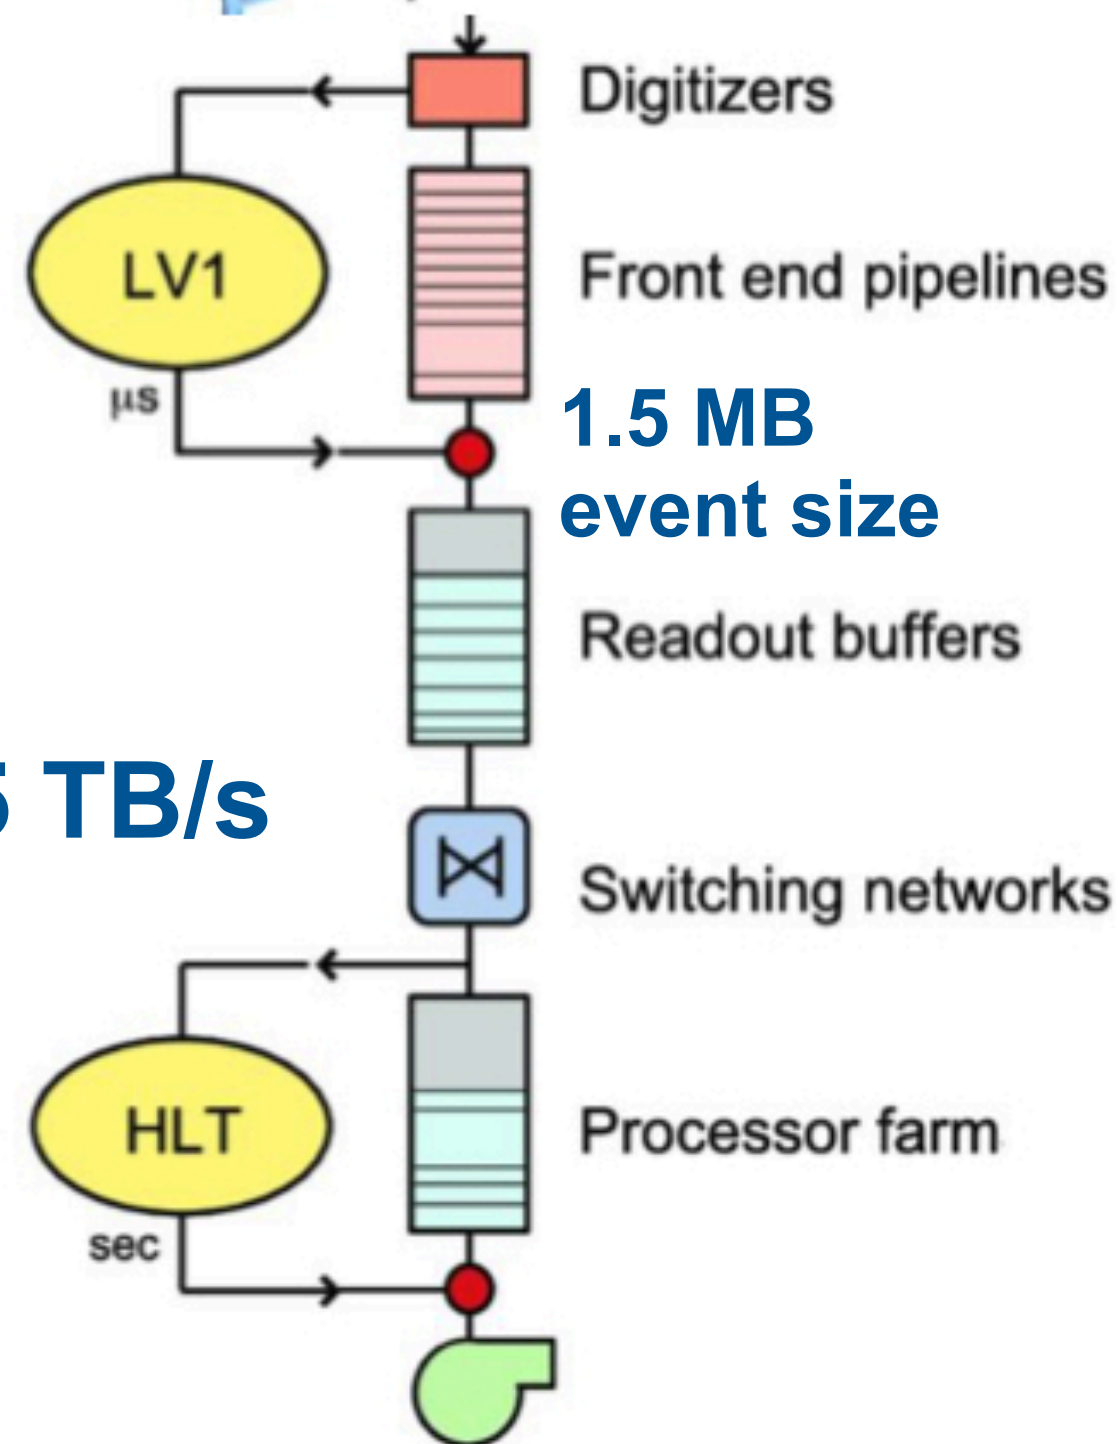 Digitizers
LV1
Front end pipelines
μs
1.5 MB
event size
Readout buffers
5 TB/s
Switching networks
HLT
Processor farm
sec